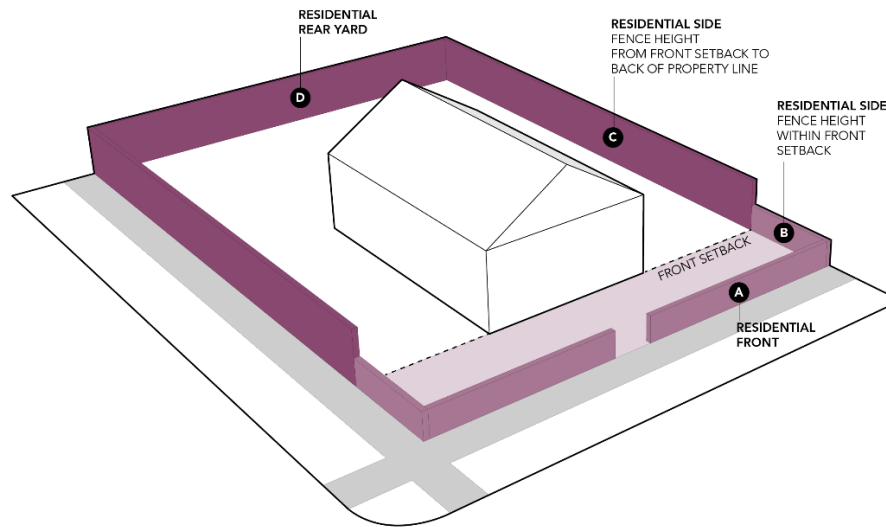 RESIDENTIAL
REAR YARD
D
RESIDENTIAL SIDE
FENCE HEIGHT
FROM FRONT SETBACK TO
BACK OF PROPERTY LINE
C
RESIDENTIAL SIDE
FENCE HEIGHT
WITHIN FRONT
SETBACK
B
FRONT SETBACK
A
RESIDENTIAL
FRONT